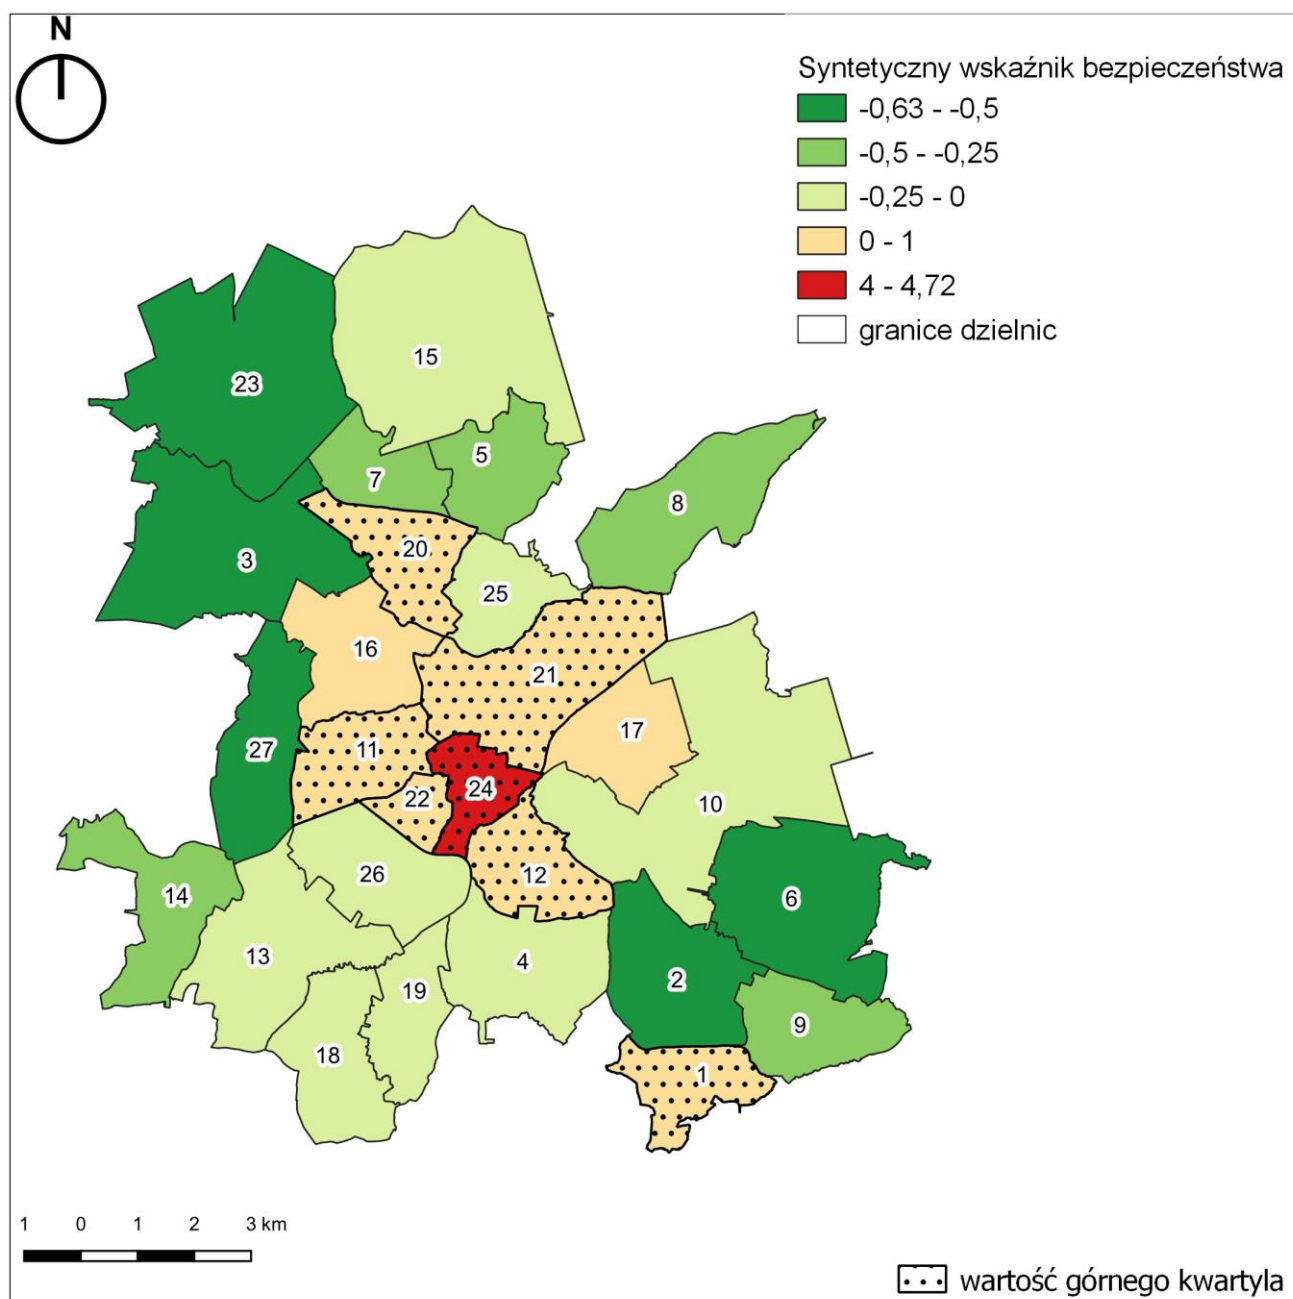 N
Syntetyczny wskaźnik bezpieczeństwa
-0,63 - -0,5
-0,5 - -0,25
-0,25 - 0
0 - 1
4 - 4,72
granice dzielnic
15
23
5
7
8
20
3
25
16
21
17
11
27
24
22
10
12
26
14
6
13
4
2
19
9
18
1
1 0 1 2 3 km
wartość górnego kwartyla